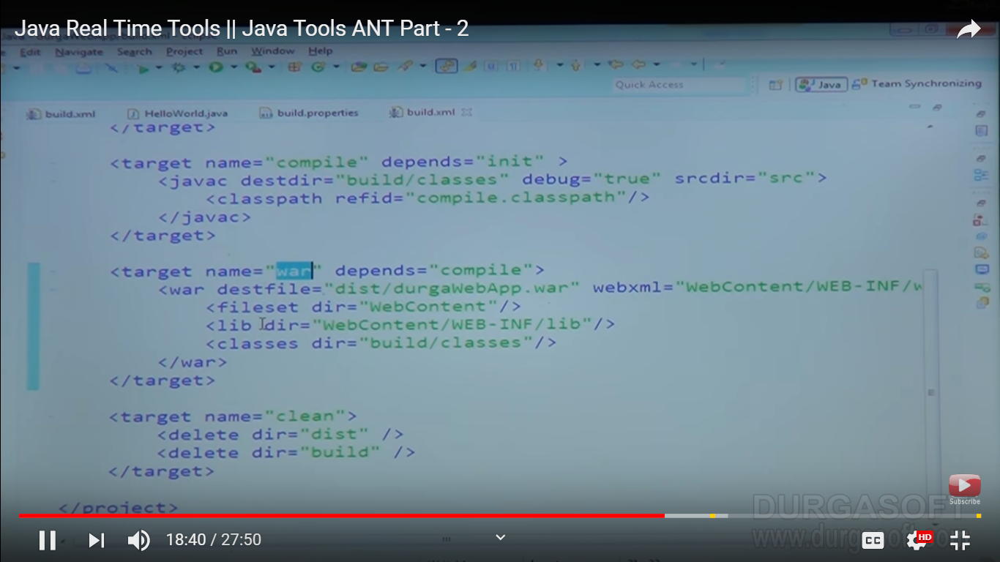 Java Real Time Tools || Java Tools ANT Part - 2
Edit Navigate Search Project Run Window Help
Quick Access
Java Team Synchronizing
build.xml HelloWorld.java build.properties build.xml
</target>
<target name="compile" depends="init" >
<javac destdir="build/classes" debug="true" srcdir="src">
<classpath refid="compile.classpath"/>
</javac>
</target>
<target name="war" depends="compile">
<war destfile="dist/durgaWebApp.war" webxml="WebContent/WEB-INF/w
<fileset dir="WebContent"/>
<lib dir="WebContent/WEB-INF/lib"/>
<classes dir="build/classes"/>
</war>
</target>
<target name="clean">
<delete dir="dist" />
<delete dir="build" />
</target>
</project>
Subscribe
DURGASOFT
18:40 / 27:50
CC
HD